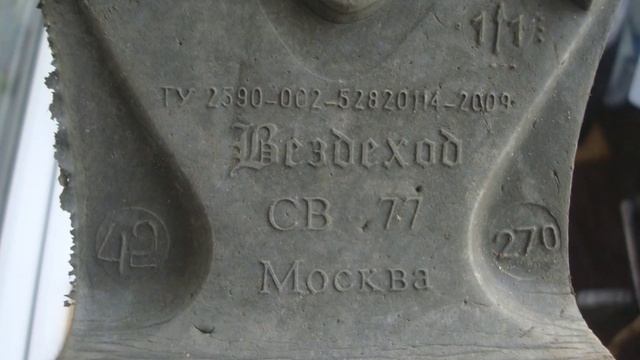 1/1
ТУ 2590-002-52820114-2009
Вездеход
СВ 77
42
270
Москва